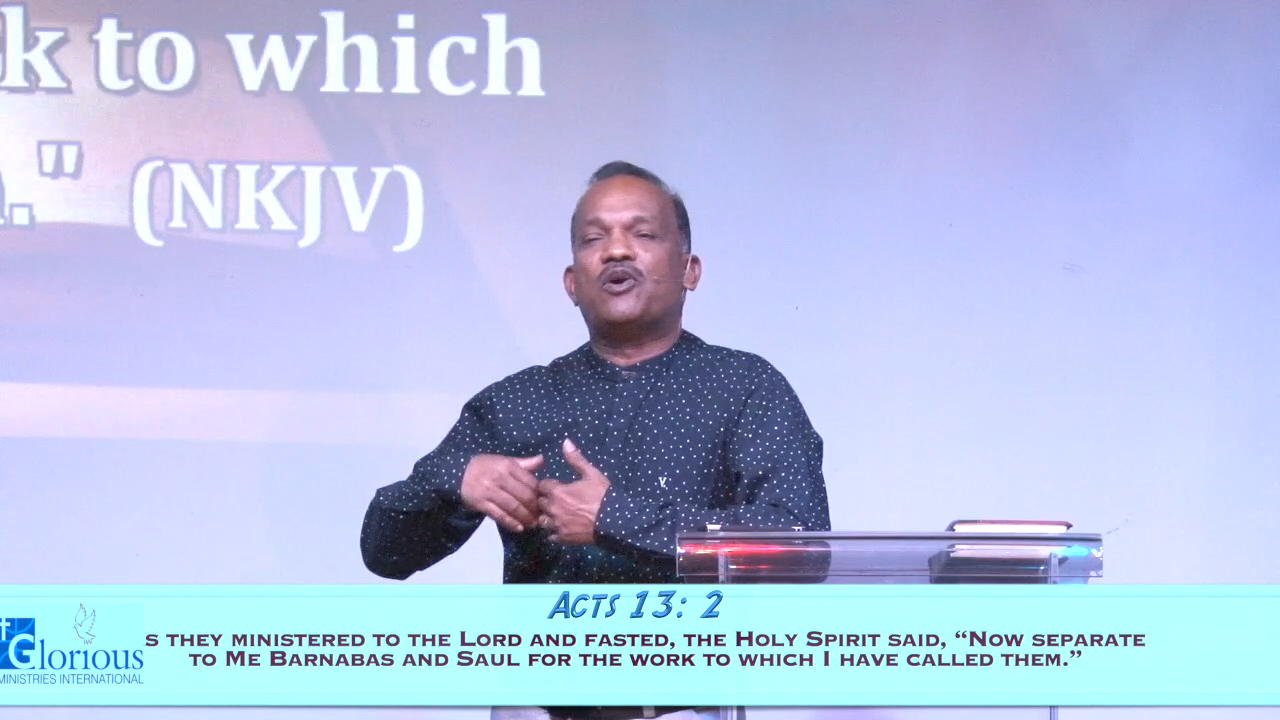 k to which
." (NKJV)
Acts 13: 2
s they ministered to the Lord and fasted, the Holy Spirit said, “Now separate
to Me Barnabas and Saul for the work to which I have called them.”
Glorious
MINISTRIES INTERNATIONAL